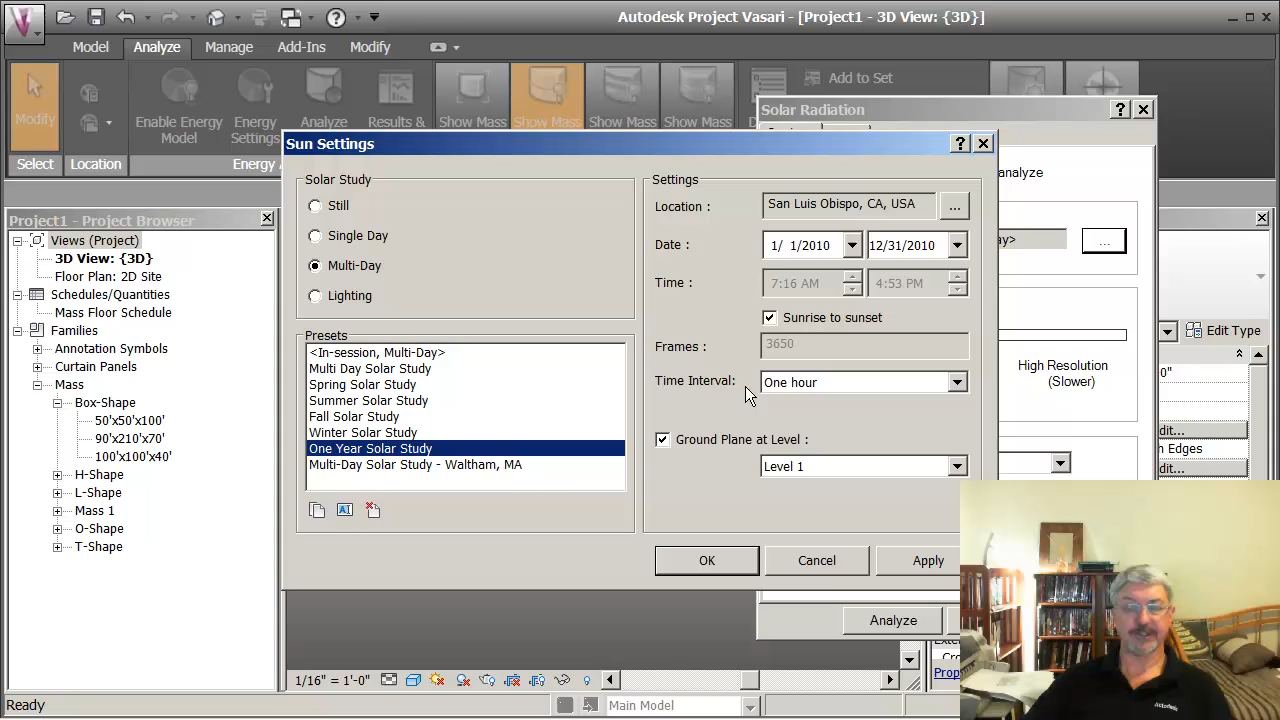 Autodesk Project Vasari - [Project1 - 3D View: {3D}]
Model Analyze Manage Add-Ins Modify
Modify
Enable Energy Model
Energy Settings
Analyze
Results &
Show Mass
Show Mass
Show Mass
Show Mass
Add to Set
Select Location Energy
Solar Radiation
Sun Settings
Solar Study
Still
Single Day
Multi-Day
Lighting
Presets
<In-session, Multi-Day>
Multi Day Solar Study
Spring Solar Study
Summer Solar Study
Fall Solar Study
Winter Solar Study
One Year Solar Study
Multi-Day Solar Study - Waltham, MA
Settings
Location : San Luis Obispo, CA, USA ...
Date : 1/ 1/2010 12/31/2010
Time : 7:16 AM 4:53 PM
Sunrise to sunset
Frames : 3650
Time Interval: One hour
Ground Plane at Level :
Level 1
OK Cancel Apply
analyze
ay> ...
High Resolution
(Slower)
Analyze
Edit Type
0"
dit...
n Edges
dit...
Prop
Project1 - Project Browser
Views (Project)
3D View: {3D}
Floor Plan: 2D Site
Schedules/Quantities
Mass Floor Schedule
Families
Annotation Symbols
Curtain Panels
Mass
Box-Shape
50'x50'x100'
90'x210'x70'
100'x100'x40'
H-Shape
L-Shape
Mass 1
O-Shape
T-Shape
1/16" = 1'-0"
Ready
Main Model
Autodesk